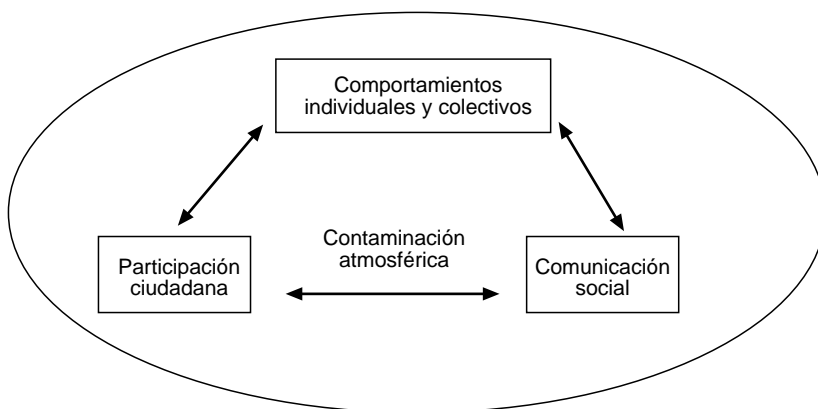 Comportamientos
individuales y colectivos
Contaminación
atmosférica
Participación
ciudadana
Comunicación
social